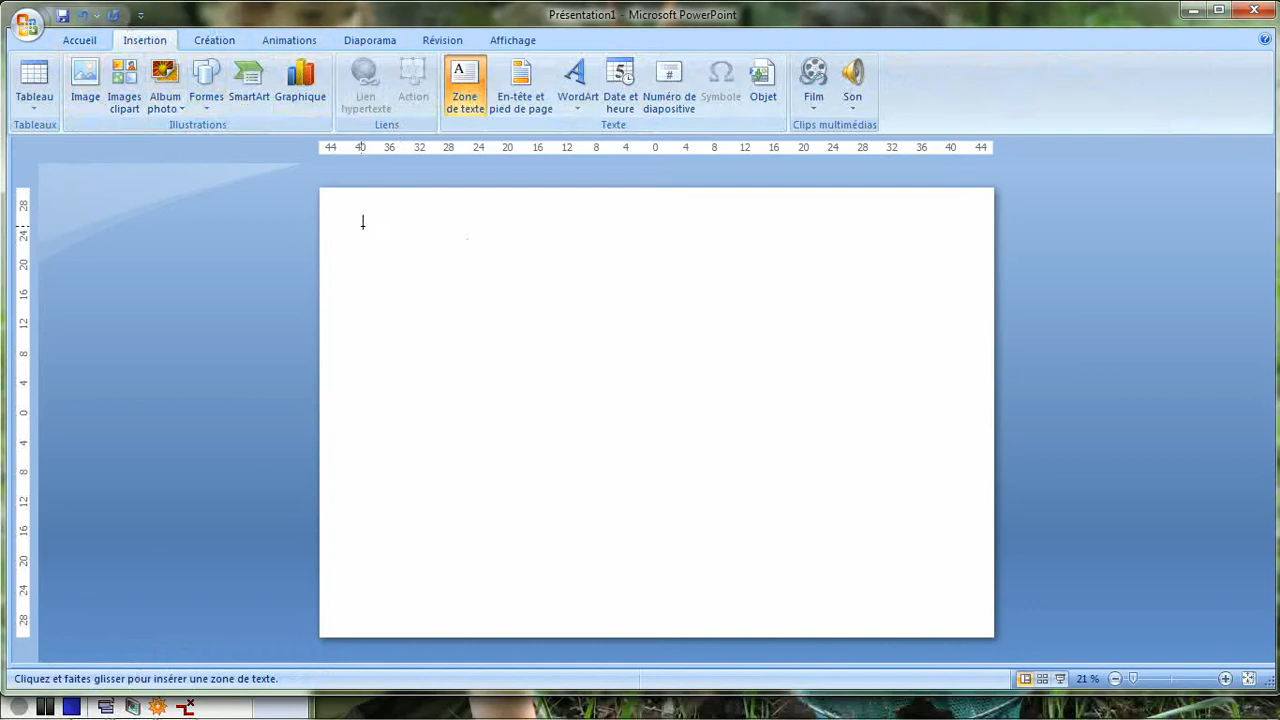 Présentation1 - Microsoft PowerPoint
Accueil Insertion Création Animations Diaporama Révision Affichage
Tableau Image Images clipart Album photo Formes SmartArt Graphique Lien hypertexte Action Zone de texte En-tête et pied de page WordArt Date et heure Numéro de diapositive Symbole Objet Film Son
Tableaux Illustrations Liens Texte Clips multimédias
44 40 36 32 28 24 20 16 12 8 4 0 4 8 12 16 20 24 28 32 36 40 44
28
24
20
16
12
8
4
0
4
8
12
16
20
24
28
Cliquez et faites glisser pour insérer une zone de texte. 21 %